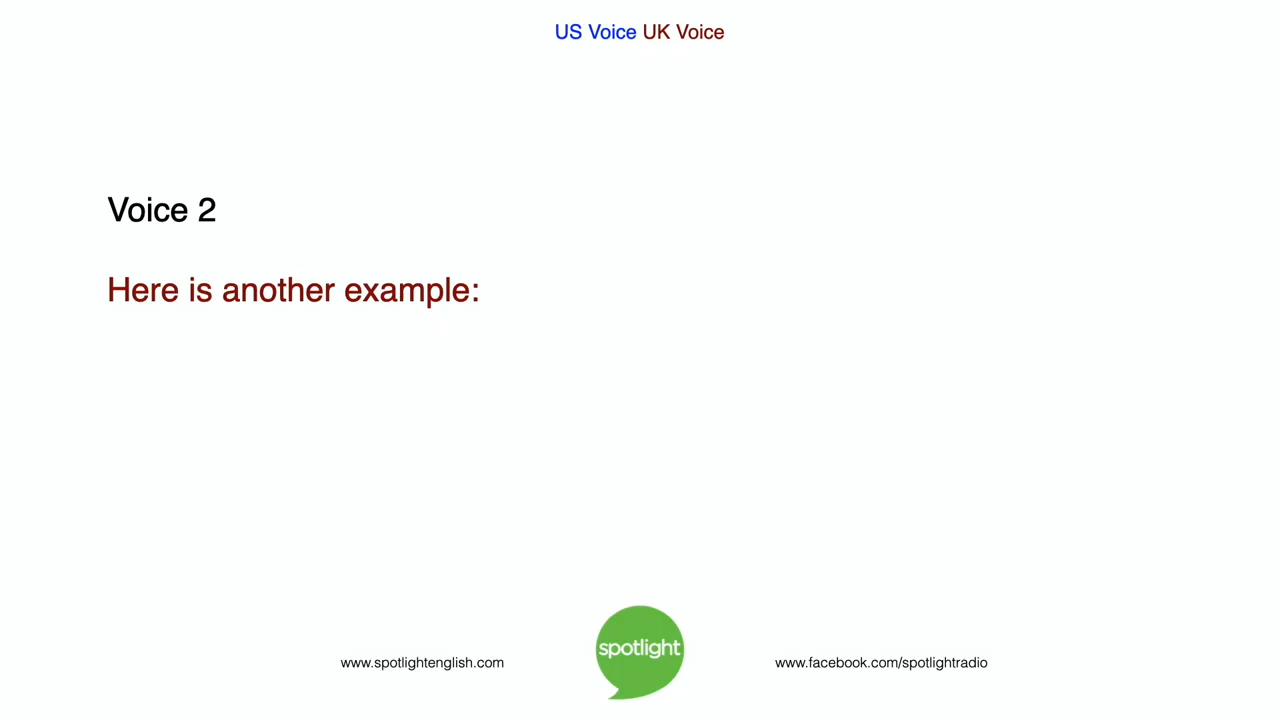 US Voice UK Voice
Voice 2
Here is another example:
spotlight
www.spotlightenglish.com
www.facebook.com/spotlightradio